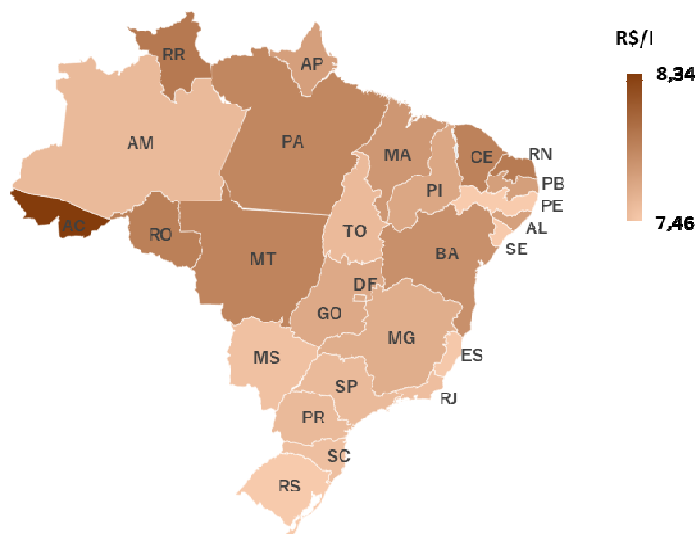 R$/l
8,34
7,46
RR
AP
AM
PA
MA
CE
RN
PI
PB
PE
AC
AL
RO
TO
SE
MT
BA
DF
GO
MG
MS
ES
SP
RJ
PR
SC
RS